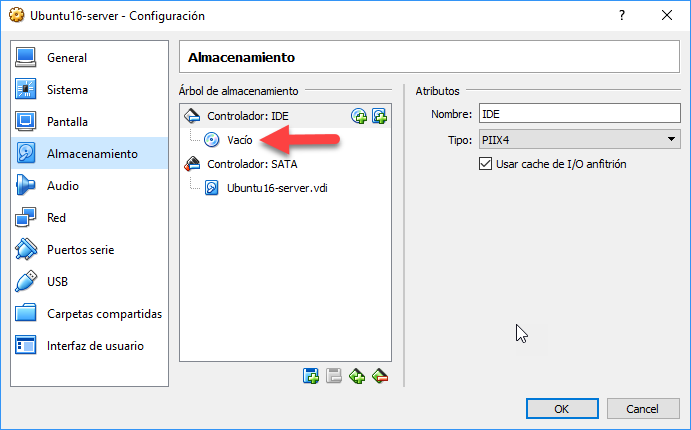 Ubuntu16-server - Configuración
General
Sistema
Pantalla
Almacenamiento
Audio
Red
Puertos serie
USB
Carpetas compartidas
Interfaz de usuario
Almacenamiento
Árbol de almacenamiento
Controlador: IDE
Vacío
Controlador: SATA
Ubuntu16-server.vdi
Atributos
Nombre: IDE
Tipo: PIIX4
Usar cache de I/O anfitrión
OK Cancel